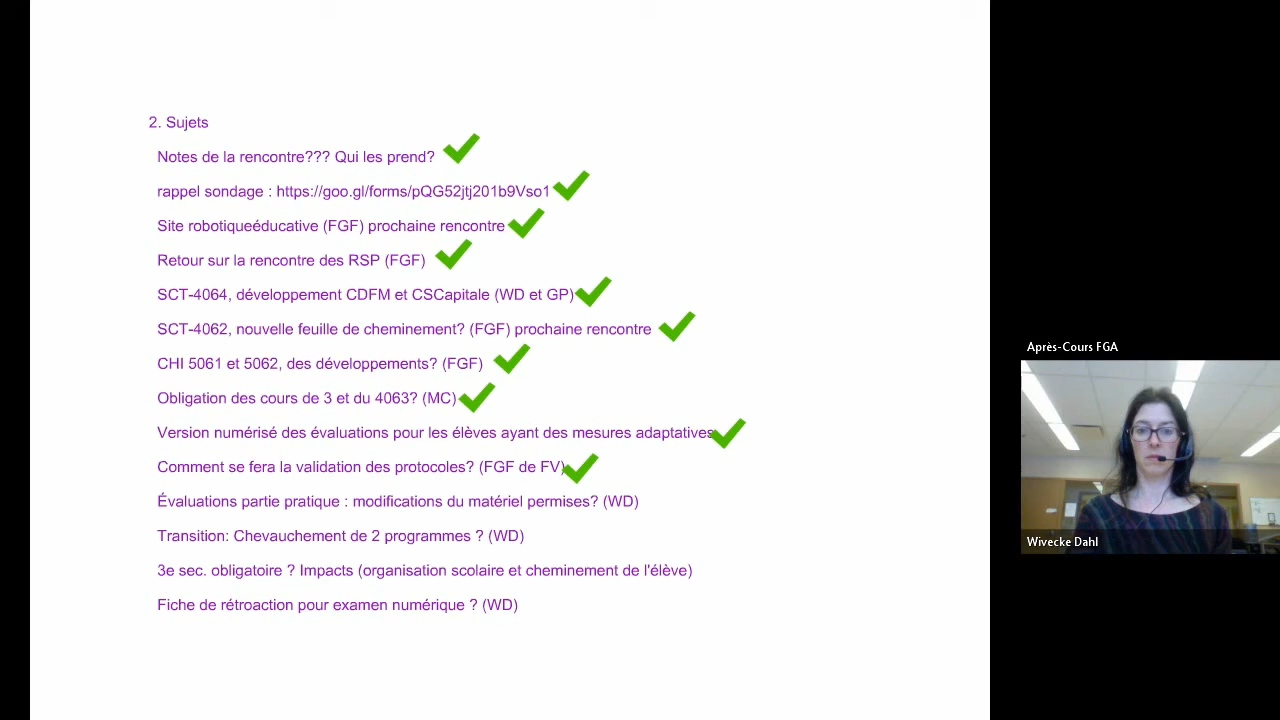 2. Sujets
Notes de la rencontre??? Qui les prend?
rappel sondage : https://goo.gl/forms/pQG52jtj201b9Vso1
Site robotiqueéducative (FGF) prochaine rencontre
Retour sur la rencontre des RSP (FGF)
SCT-4064, développement CDFM et CSCapitale (WD et GP)
SCT-4062, nouvelle feuille de cheminement? (FGF) prochaine rencontre
CHI 5061 et 5062, des développements? (FGF)
Obligation des cours de 3 et du 4063? (MC)
Version numérisé des évaluations pour les élèves ayant des mesures adaptatives
Comment se fera la validation des protocoles? (FGF de FV)
Évaluations partie pratique : modifications du matériel permises? (WD)
Transition: Chevauchement de 2 programmes ? (WD)
3e sec. obligatoire ? Impacts (organisation scolaire et cheminement de l'élève)
Fiche de rétroaction pour examen numérique ? (WD)
Après-Cours FGA
Wivecke Dahl